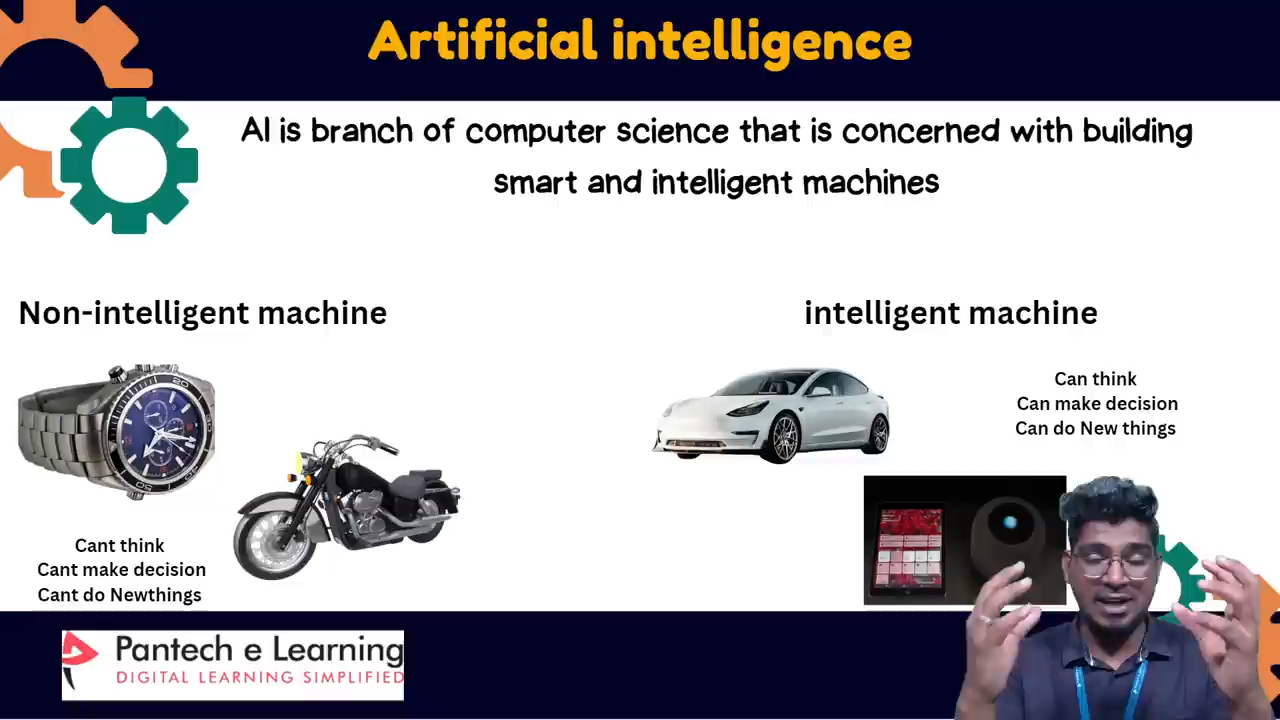 Artificial intelligence
AI is branch of computer science that is concerned with building
smart and intelligent machines
Non-intelligent machine
Cant think
Cant make decision
Cant do Newthings
intelligent machine
Can think
Can make decision
Can do New things
Pantech e Learning
DIGITAL LEARNING SIMPLIFIED